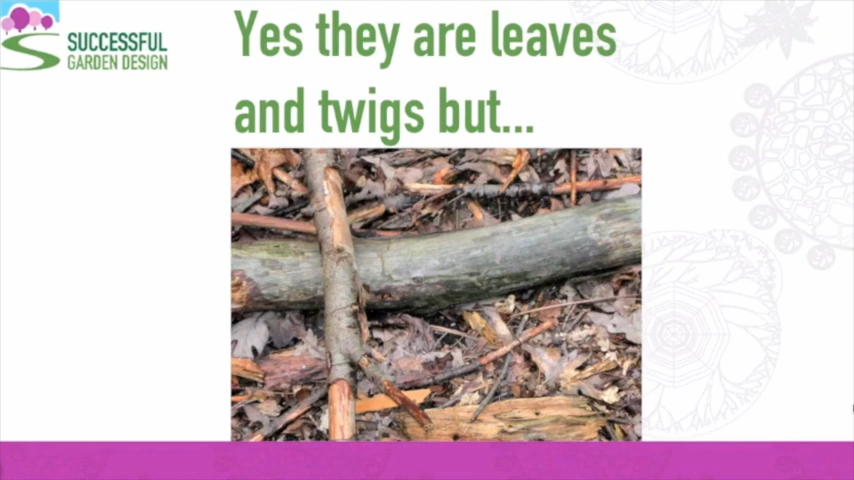 SUCCESSFUL
GARDEN DESIGN
Yes they are leaves
and twigs but...